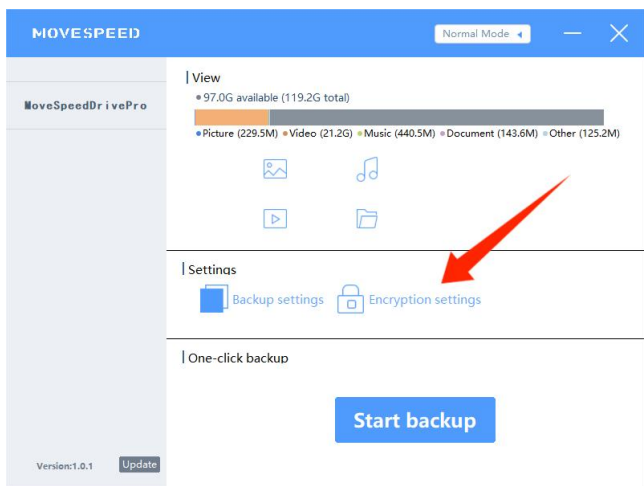 MOVESPEED
Normal Mode
MoveSpeedDrivePro
View
97.0G available (119.2G total)
Picture (229.5M) Video (21.2G) Music (440.5M) Document (143.6M) Other (125.2M)
Settings
Backup settings Encryption settings
One-click backup
Start backup
Version:1.0.1 Update